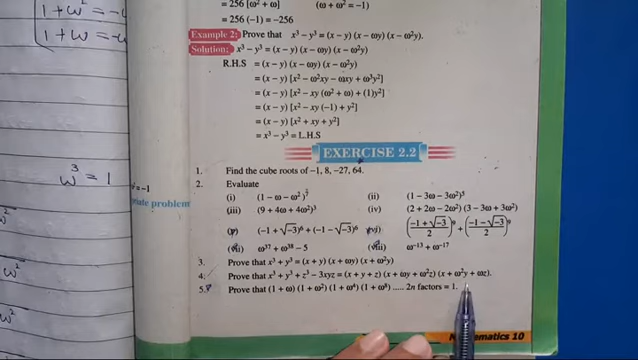 1 + ω = -ω
ω³ = 1
= 256 [ω² + ω] (ω + ω² = -1)
= 256 (-1) = -256
Example 2: Prove that x³ – y³ = (x – y) (x – ωy) (x – ω²y).
Solution: x³ – y³ = (x – y) (x – ωy) (x – ω²y)
R.H.S = (x – y) (x – ωy) (x – ω²y)
= (x – y) [x² – ω²xy – ωxy + ω³y²]
= (x – y) [x² – xy (ω² + ω) + (1)y²]
= (x – y) [x² – xy (-1) + y²]
= (x – y) [x² + xy + y²]
= x³ – y³ = L.H.S
EXERCISE 2.2
1. Find the cube roots of –1, 8, –27, 64.
2. Evaluate
(i) (1 – ω – ω²)⁷ (ii) (1 – 3ω – 3ω²)⁵
(iii) (9 + 4ω + 4ω²)³ (iv) (2 + 2ω – 2ω²) (3 – 3ω + 3ω²)
(v) (–1 + √–3)⁶ + (–1 – √–3)⁶ (vi) ((–1 + √–3)/2)⁹ + ((–1 – √–3)/2)⁹
(vii) ω³⁷ + ω³⁸ – 5 ω⁻¹³ + ω⁻¹⁷
3. Prove that x³ + y³ = (x + y) (x + ωy) (x + ω²y)
4. Prove that x³ + y³ + z³ – 3xyz = (x + y + z) (x + ωy + ω²z) (x + ω²y + ωz).
5. Prove that (1 + ω) (1 + ω²) (1 + ω⁴) (1 + ω⁸) ..... 2n factors = 1.
Mathematics 10